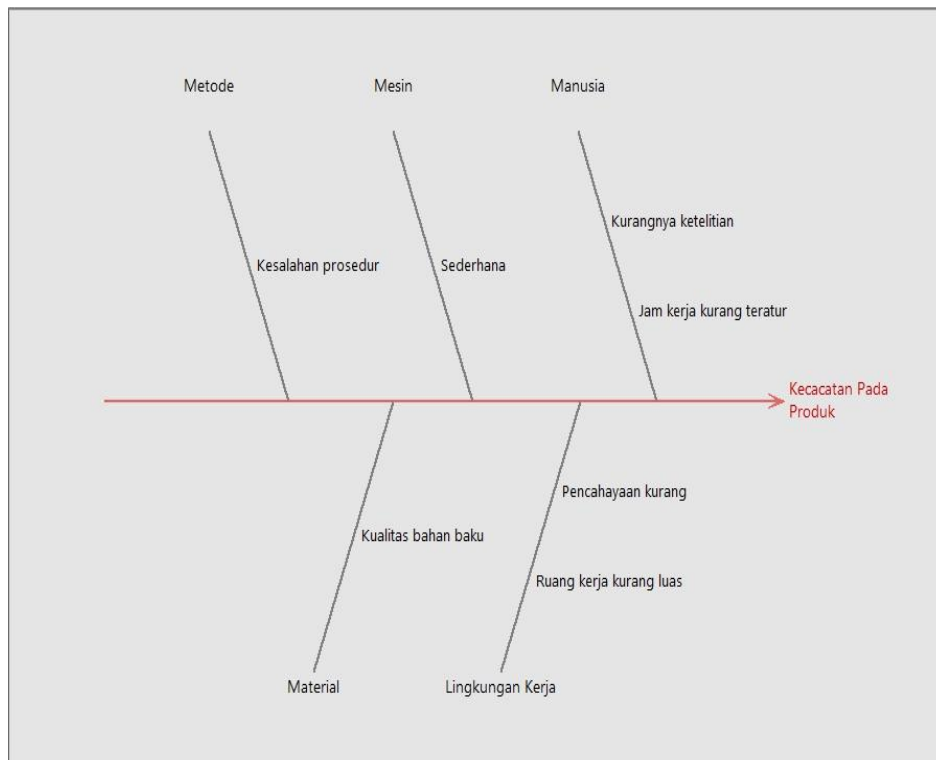 Metode
Mesin
Manusia
Kurangnya ketelitian
Kesalahan prosedur
Sederhana
Jam kerja kurang teratur
Kecacatan Pada
Produk
Pencahayaan kurang
Kualitas bahan baku
Ruang kerja kurang luas
Material
Lingkungan Kerja